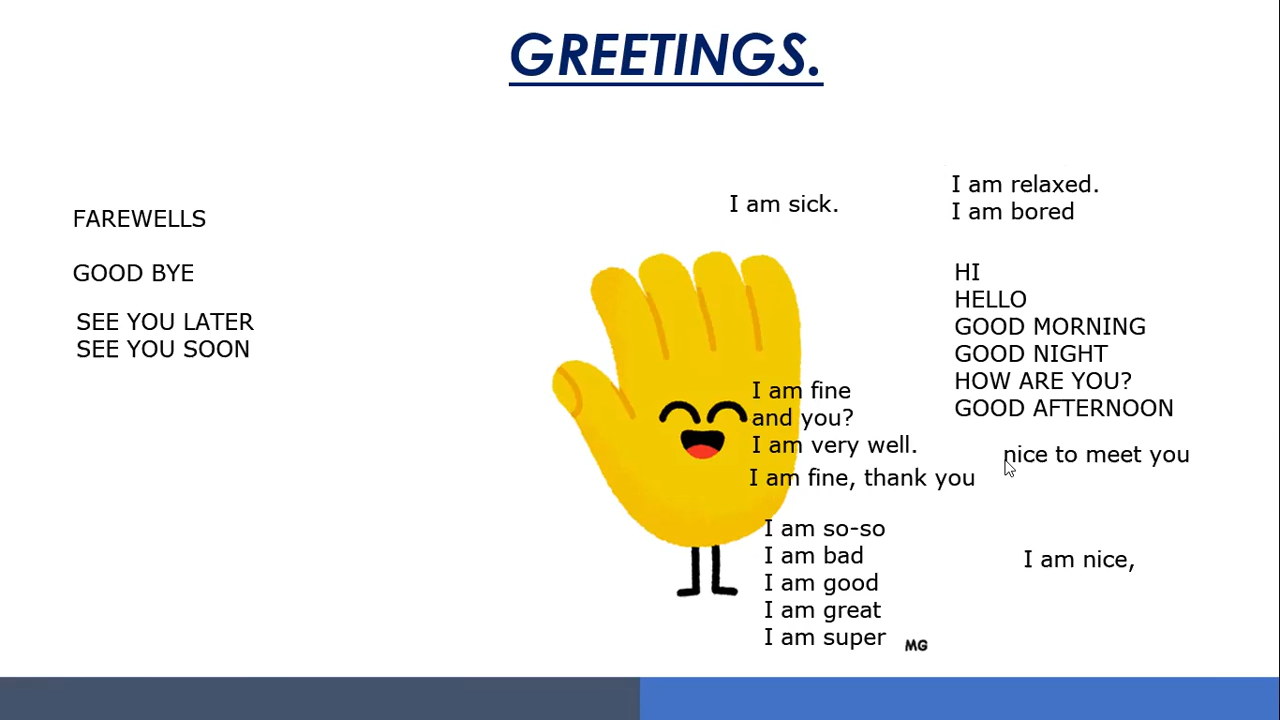 GREETINGS.
FAREWELLS
GOOD BYE
SEE YOU LATER
SEE YOU SOON
I am sick.
I am relaxed.
I am bored
HI
HELLO
GOOD MORNING
GOOD NIGHT
HOW ARE YOU?
GOOD AFTERNOON
nice to meet you
I am fine
and you?
I am very well.
I am fine, thank you
I am so-so
I am bad
I am good
I am great
I am super
I am nice,
MG